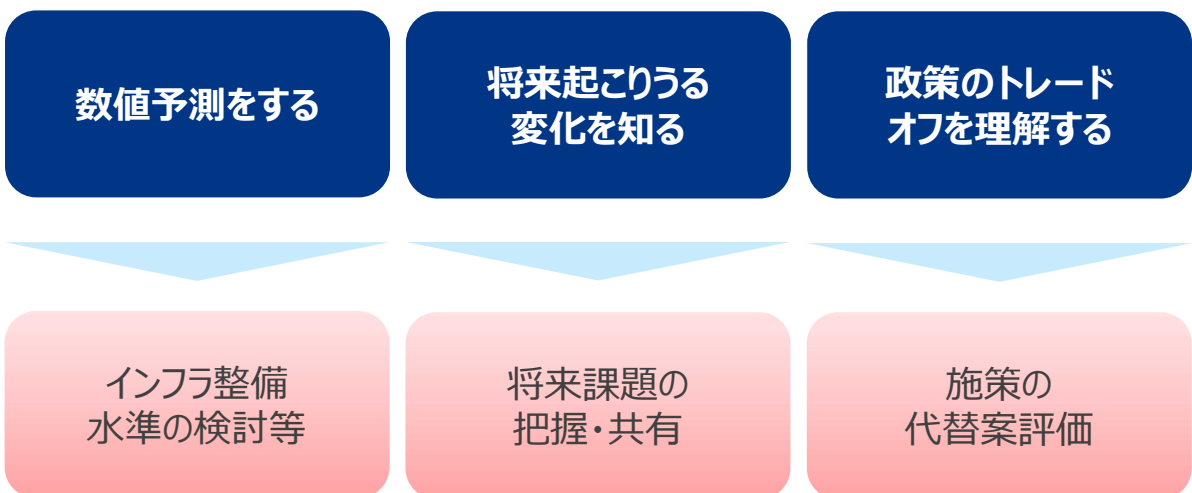 数値予測をする
将来起こりうる
変化を知る
政策のトレード
オフを理解する
インフラ整備
水準の検討等
将来課題の
把握・共有
施策の
代替案評価